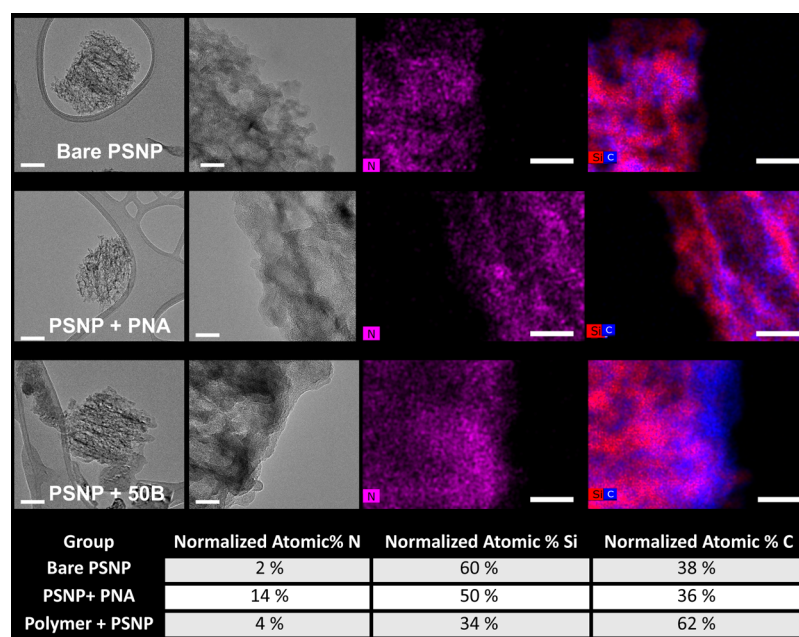 Bare PSNP
N
Si C
PSNP + PNA
N
Si C
PSNP + 50B
N
Si C
Group Normalized Atomic% N Normalized Atomic % Si Normalized Atomic % C
Bare PSNP 2 % 60 % 38 %
PSNP+ PNA 14 % 50 % 36 %
Polymer + PSNP 4 % 34 % 62 %